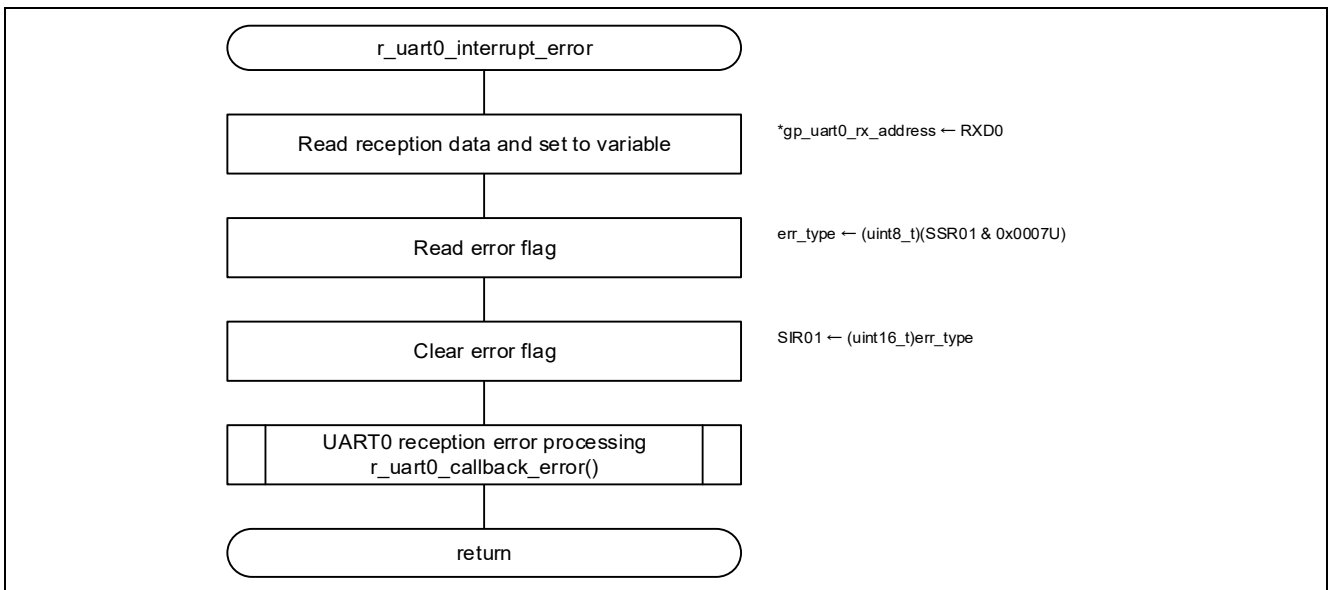 r_uart0_interrupt_error
Read reception data and set to variable
*gp_uart0_rx_address ← RXD0
Read error flag
err_type ← (uint8_t)(SSR01 & 0x0007U)
Clear error flag
SIR01 ← (uint16_t)err_type
UART0 reception error processing
r_uart0_callback_error()
return